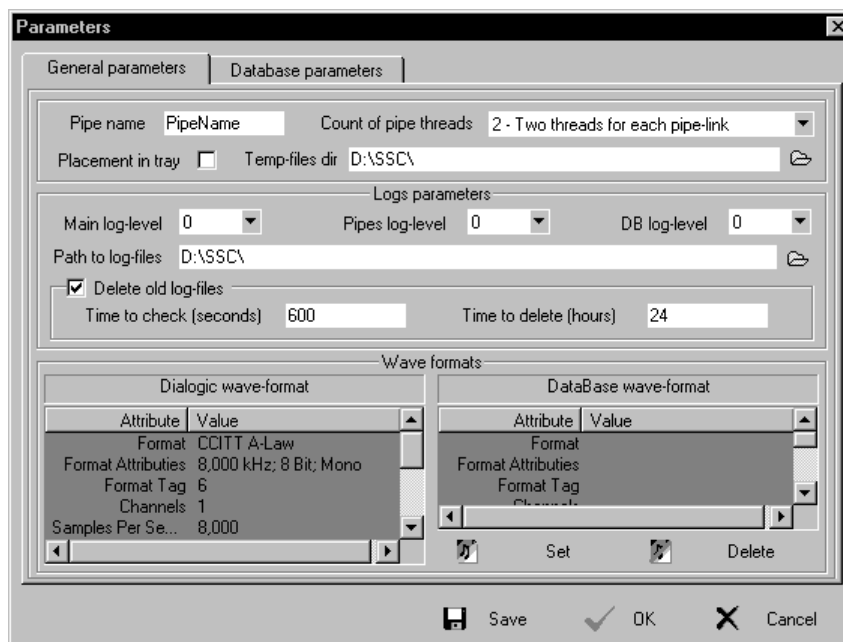 Parameters
General parameters Database parameters
Pipe name PipeName Count of pipe threads 2 - Two threads for each pipe-link
Placement in tray Temp-files dir D:\SSC\
Logs parameters
Main log-level 0 Pipes log-level 0 DB log-level 0
Path to log-files D:\SSC\
Delete old log-files
Time to check (seconds) 600 Time to delete (hours) 24
Wave formats
Dialogic wave-format DataBase wave-format
Attribute Value Attribute Value
Format CCITT A-Law Format
Format Attributies 8,000 kHz; 8 Bit; Mono Format Attributies
Format Tag 6 Format Tag
Channels 1 Channels
Samples Per Se... 8,000
Set Delete
Save OK Cancel